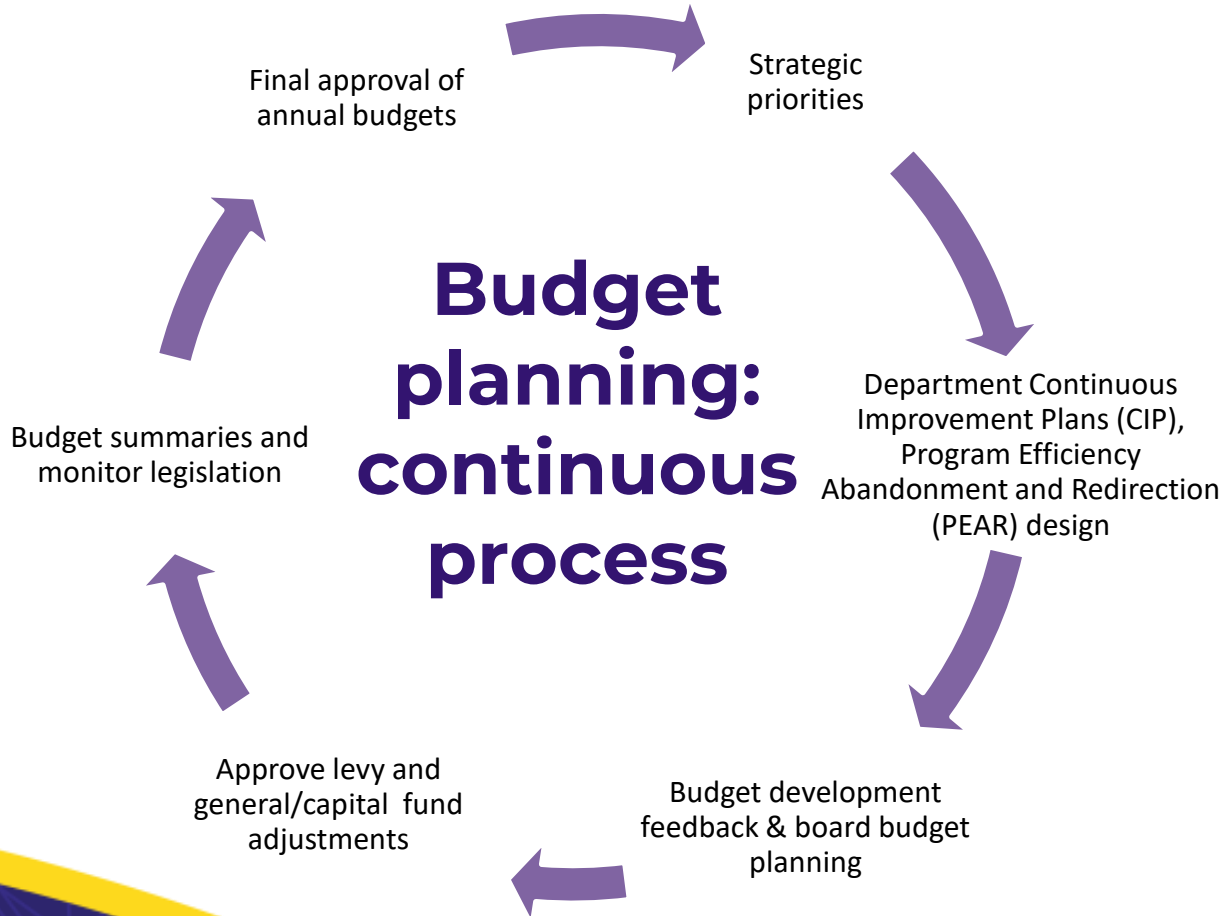 Final approval of
annual budgets
Strategic
priorities
Budget
planning:
continuous
process
Department Continuous
Improvement Plans (CIP),
Program Efficiency
Abandonment and Redirection
(PEAR) design
Budget development
feedback & board budget
planning
Approve levy and
general/capital  fund
adjustments
Budget summaries and
monitor legislation